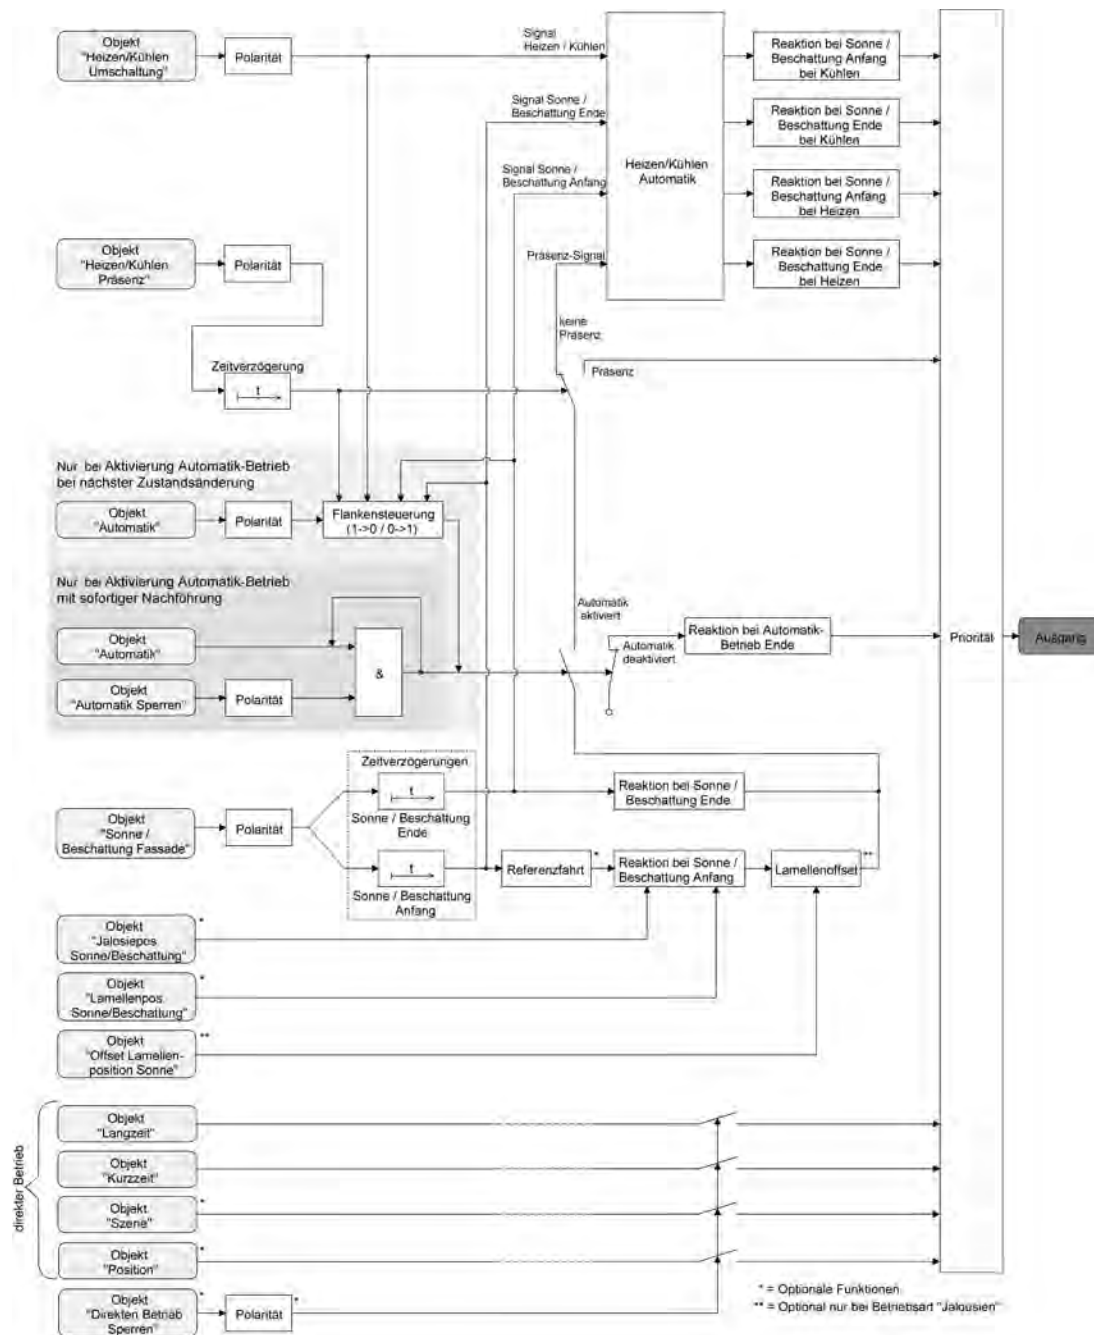 Objekt
"Heizen/Kühlen
Umschaltung"
Polarität
Signal
Heizen / Kühlen
Reaktion bei Sonne /
Beschattung Anfang
bei Kühlen
Signal Sonne /
Beschattung Ende
Reaktion bei Sonne /
Beschattung Ende
bei Kühlen
Heizen/Kühlen
Automatik
Signal Sonne /
Beschattung Anfang
Reaktion bei Sonne /
Beschattung Anfang
bei Heizen
Objekt
"Heizen/Kühlen
Präsenz"
Polarität
Präsenz-Signal
Reaktion bei Sonne /
Beschattung Ende
bei Heizen
keine
Präsenz
Präsenz
Zeitverzögerung
t
Nur bei Aktivierung Automatik-Betrieb
bei nächster Zustandsänderung
Objekt
"Automatik"
Polarität
Flankensteuerung
(1->0 / 0->1)
Nur bei Aktivierung Automatik-Betrieb
mit sofortiger Nachführung
Objekt
"Automatik"
Objekt
"Automatik Sperren"
Polarität
&
Automatik
aktiviert
Automatik
deaktiviert
Reaktion bei Automatik-
Betrieb Ende
Priorität
Ausgang
Zeitverzögerungen
t
Sonne / Beschattung
Ende
Reaktion bei Sonne /
Beschattung Ende
Objekt
"Sonne /
Beschattung Fassade"
Polarität
t
Sonne / Beschattung
Anfang
Referenzfahrt
*
Reaktion bei Sonne /
Beschattung Anfang
Lamellenoffset
**
Objekt
"Jalosiepos
Sonne/Beschattung"
*
Objekt
"Lamellenpos.
Sonne/Beschattung"
*
Objekt
"Offset Lamellen-
position Sonne"
**
direkter Betrieb
Objekt
"Langzeit"
Objekt
"Kurzzeit"
Objekt
"Szene"
*
Objekt
"Position"
*
Objekt
"Direkten Betrieb
Sperren"
*
Polarität
*
* = Optionale Funktionen
** = Optional nur bei Betriebsart "Jalousien"